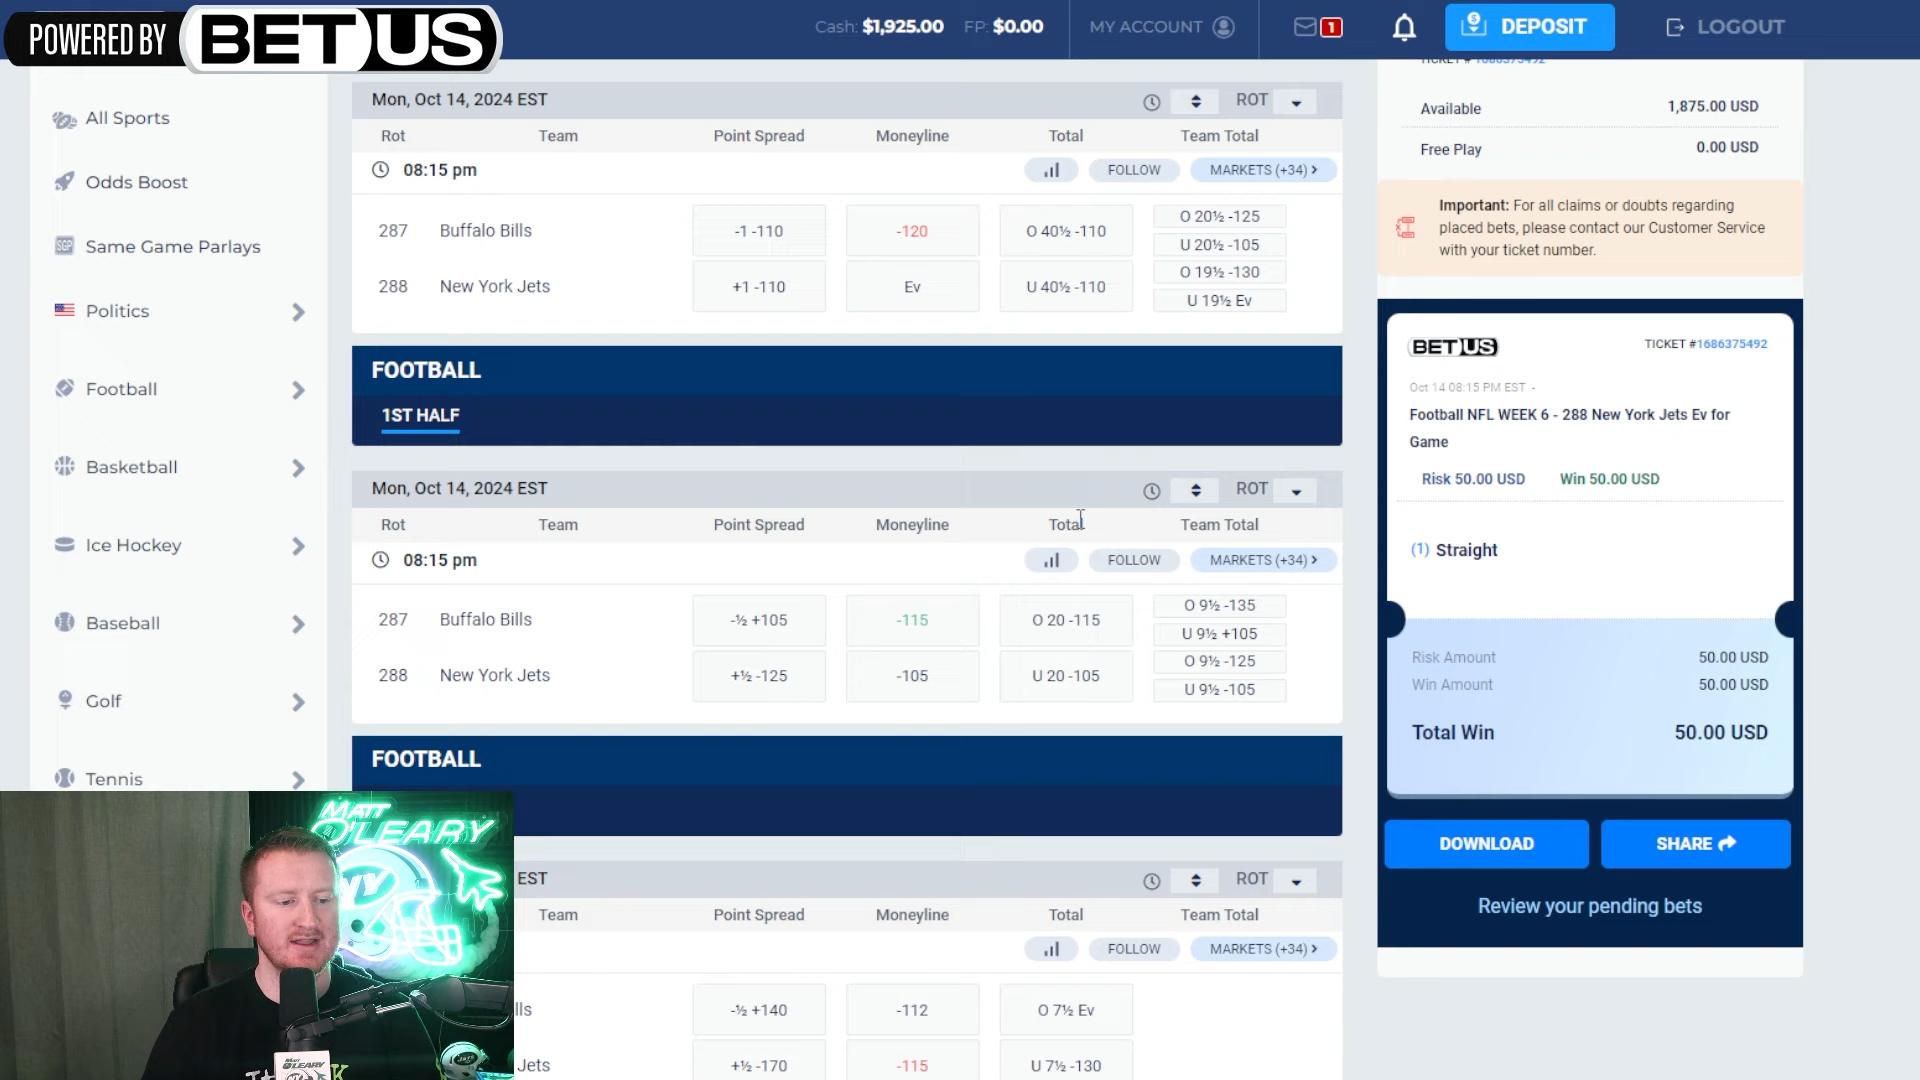 POWERED BY BETUS
Cash: $1,925.00 FP: $0.00 MY ACCOUNT 1 DEPOSIT LOGOUT
All Sports
Odds Boost
SGP Same Game Parlays
Politics
Football
Basketball
Ice Hockey
Baseball
Golf
Tennis
Mon, Oct 14, 2024 EST ROT
Rot Team Point Spread Moneyline Total Team Total
08:15 pm FOLLOW MARKETS (+34)
287 Buffalo Bills -1 -110 -120 O 40½ -110 O 20½ -125
U 20½ -105
288 New York Jets +1 -110 Ev U 40½ -110 O 19½ -130
U 19½ Ev
FOOTBALL
1ST HALF
Mon, Oct 14, 2024 EST ROT
Rot Team Point Spread Moneyline Total Team Total
08:15 pm FOLLOW MARKETS (+34)
287 Buffalo Bills -½ +105 -115 O 20 -115 O 9½ -135
U 9½ +105
288 New York Jets +½ -125 -105 U 20 -105 O 9½ -125
U 9½ -105
FOOTBALL
EST ROT
Team Point Spread Moneyline Total Team Total
FOLLOW MARKETS (+34)
lls -½ +140 -112 O 7½ Ev
Jets +½ -170 -115 U 7½ -130
TICKET # 1686375492
Available 1,875.00 USD
Free Play 0.00 USD
Important: For all claims or doubts regarding
placed bets, please contact our Customer Service
with your ticket number.
BETUS TICKET #1686375492
Oct 14 08:15 PM EST -
Football NFL WEEK 6 - 288 New York Jets Ev for
Game
Risk 50.00 USD Win 50.00 USD
(1) Straight
Risk Amount 50.00 USD
Win Amount 50.00 USD
Total Win 50.00 USD
DOWNLOAD SHARE
Review your pending bets
MATT
O'LEARY
NY
MATT
O'LEARY
JETS